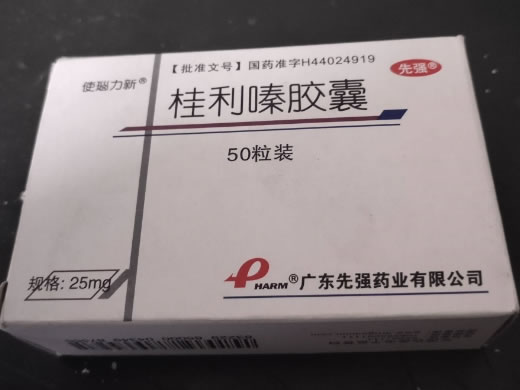 【批准文号】国药准字H44024919
先强®
使瑙力新®
桂利嗪胶囊
50粒装
规格: 25mg
PHARM®广东先强药业有限公司